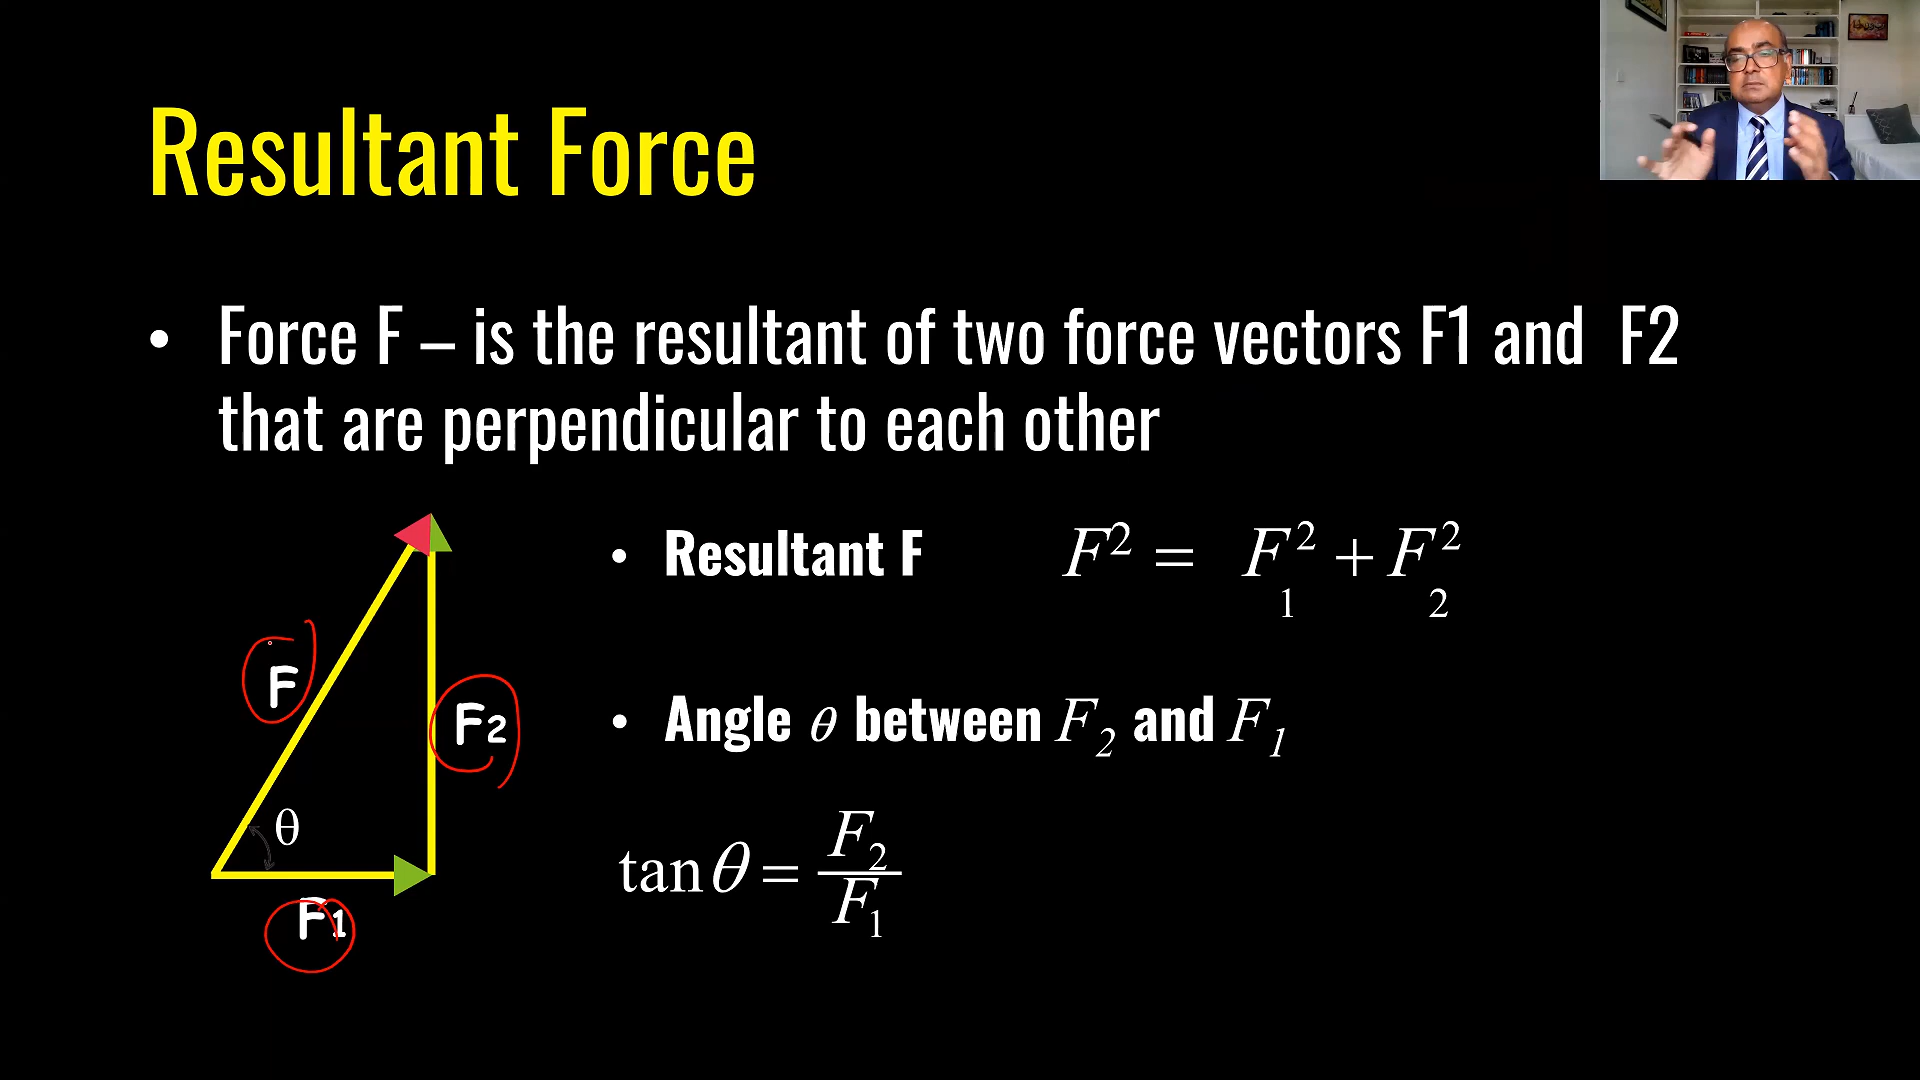 Resultant Force
• Force F – is the resultant of two force vectors F1 and F2
that are perpendicular to each other
• Resultant F F² = F₁² + F₂²
• Angle θ between F₂ and F₁
tan θ = F₂ / F₁
F
F2
θ
F1